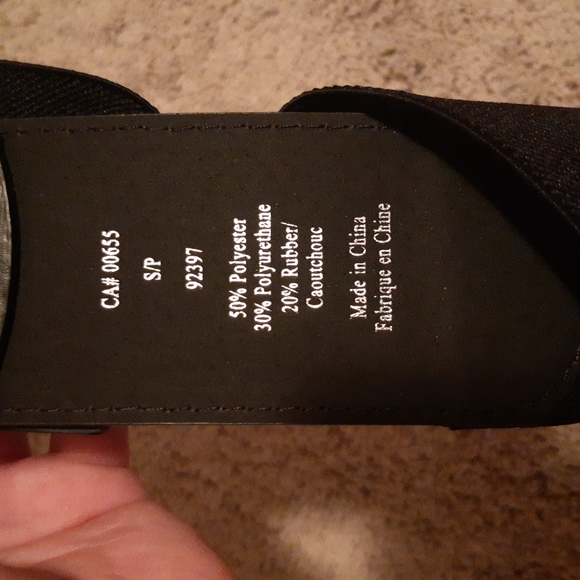 CA# 00655
S/P
92397
50% Polyester
30% Polyurethane
20% Rubber/
Caoutchouc
Made in China
Fabrique en Chine